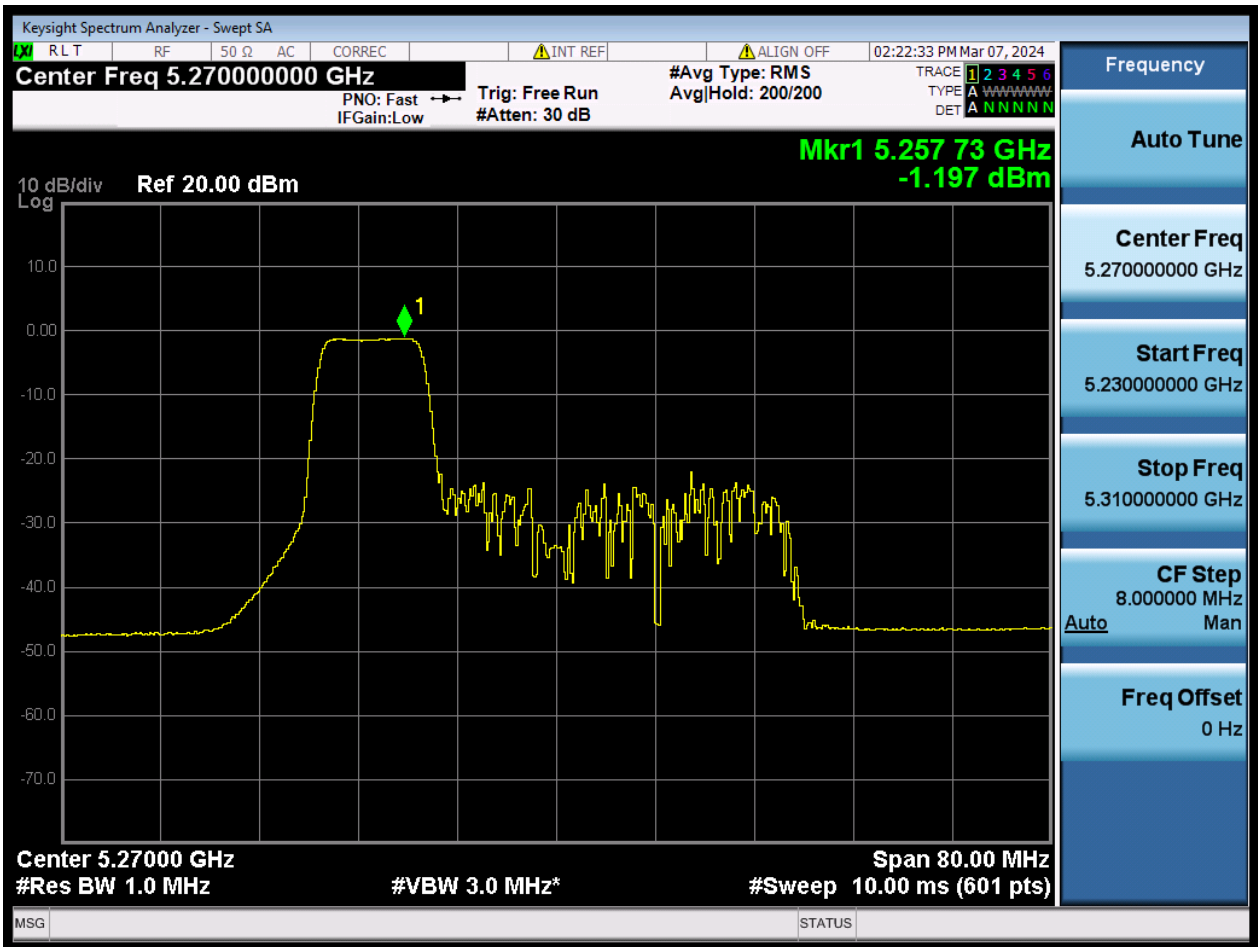 Keysight Spectrum Analyzer - Swept SA
LXI RLT RF 50 Ω AC CORREC INT REF ALIGN OFF 02:22:33 PM Mar 07, 2024
Center Freq 5.270000000 GHz
PNO: Fast
IFGain:Low
Trig: Free Run
#Atten: 30 dB
#Avg Type: RMS
Avg|Hold: 200/200
TRACE 1 2 3 4 5 6
TYPE A WWWWW
DET A N N N N N
Mkr1 5.257 73 GHz
-1.197 dBm
10 dB/div Ref 20.00 dBm
Log
1
10.0
0.00
-10.0
-20.0
-30.0
-40.0
-50.0
-60.0
-70.0
Center 5.27000 GHz Span 80.00 MHz
#Res BW 1.0 MHz #VBW 3.0 MHz* #Sweep 10.00 ms (601 pts)
MSG STATUS
Frequency
Auto Tune
Center Freq
5.270000000 GHz
Start Freq
5.230000000 GHz
Stop Freq
5.310000000 GHz
CF Step
8.000000 MHz
Auto Man
Freq Offset
0 Hz